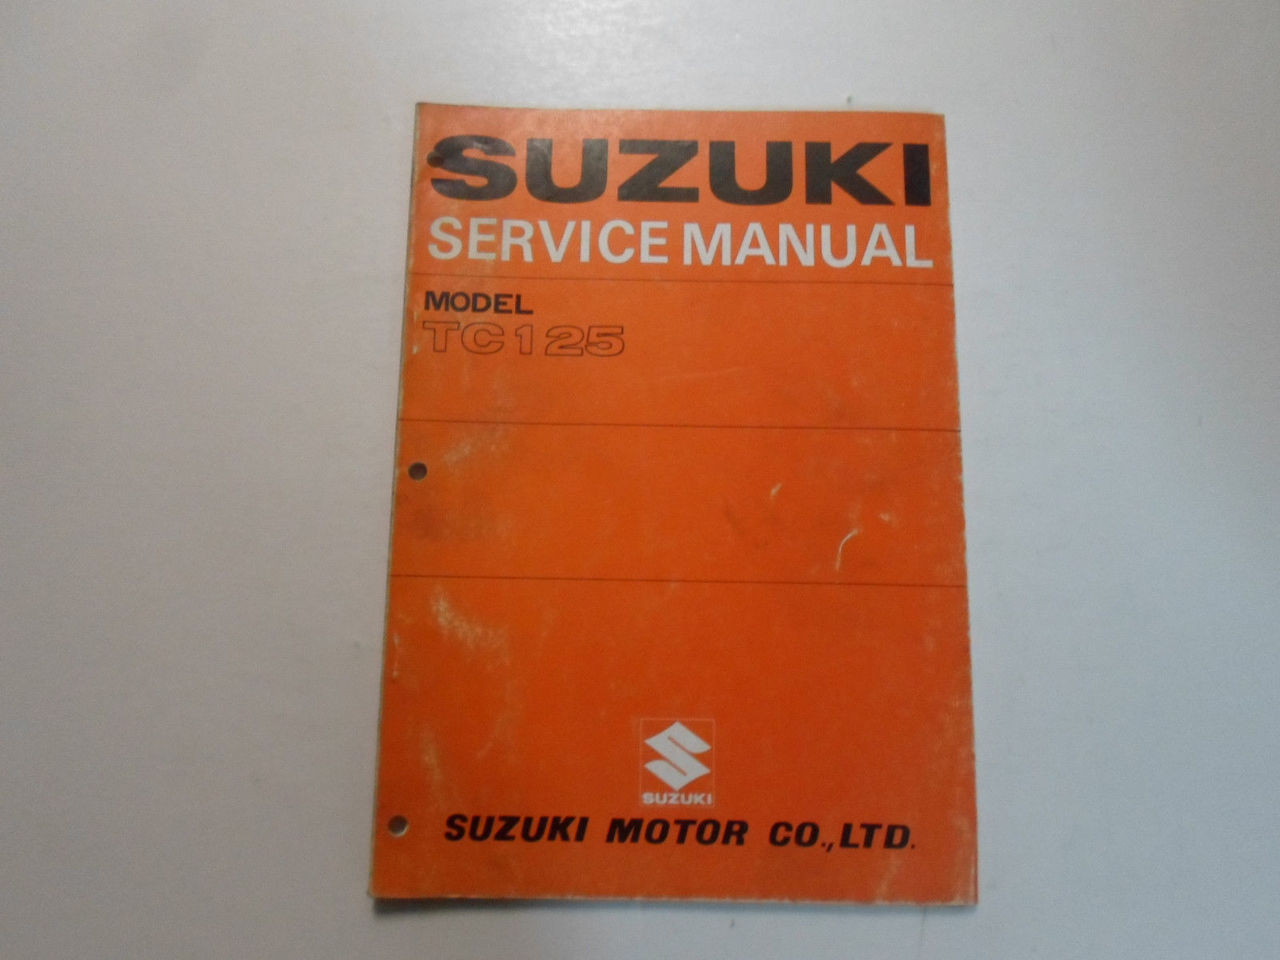 SUZUKI
SERVICE MANUAL
MODEL
TC125
SUZUKI
SUZUKI MOTOR CO.,LTD.